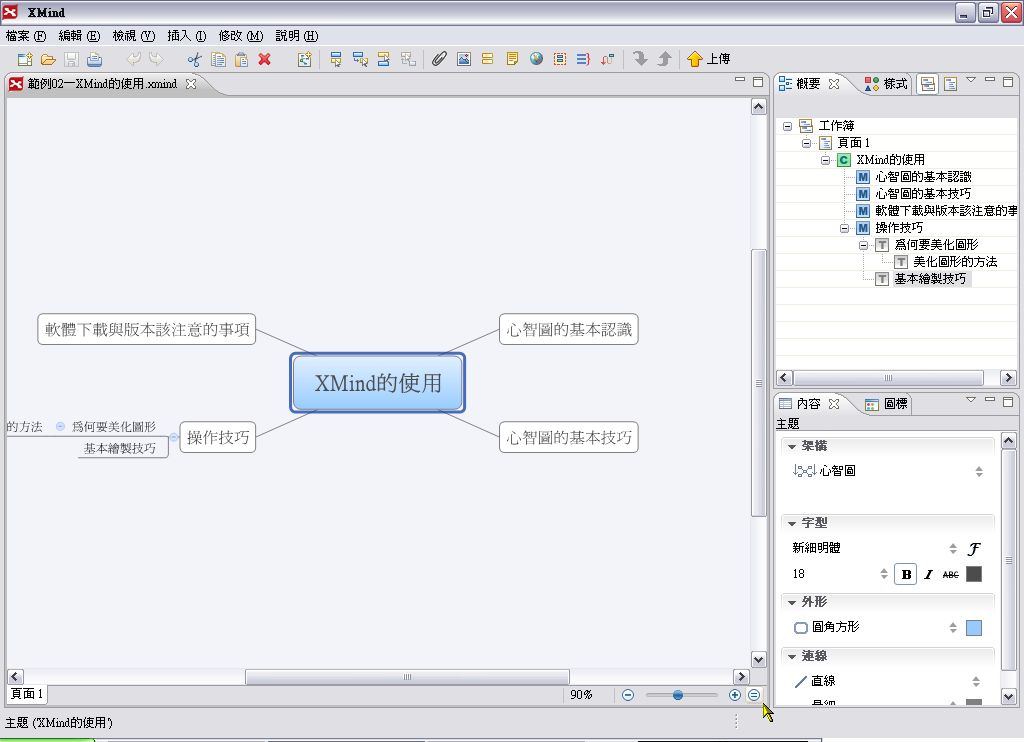 XMind
檔案 (F) 編輯 (E) 檢視 (V) 插入 (I) 修改 (M) 說明 (H)
上傳
範例02—XMind的使用.xmind
軟體下載與版本該注意的事項
心智圖的基本認識
XMind的使用
的方法
爲何要美化圖形
基本繪製技巧
操作技巧
心智圖的基本技巧
頁面 1
90%
主題 ('XMind的使用')
概要
樣式
工作簿
頁面 1
C XMind的使用
M 心智圖的基本認識
M 心智圖的基本技巧
M 軟體下載與版本該注意的事
M 操作技巧
T 爲何要美化圖形
T 美化圖形的方法
T 基本繪製技巧
內容
圖標
主題
架構
心智圖
字型
新細明體 F
18 B I ABC
外形
圓角方形
連線
直線